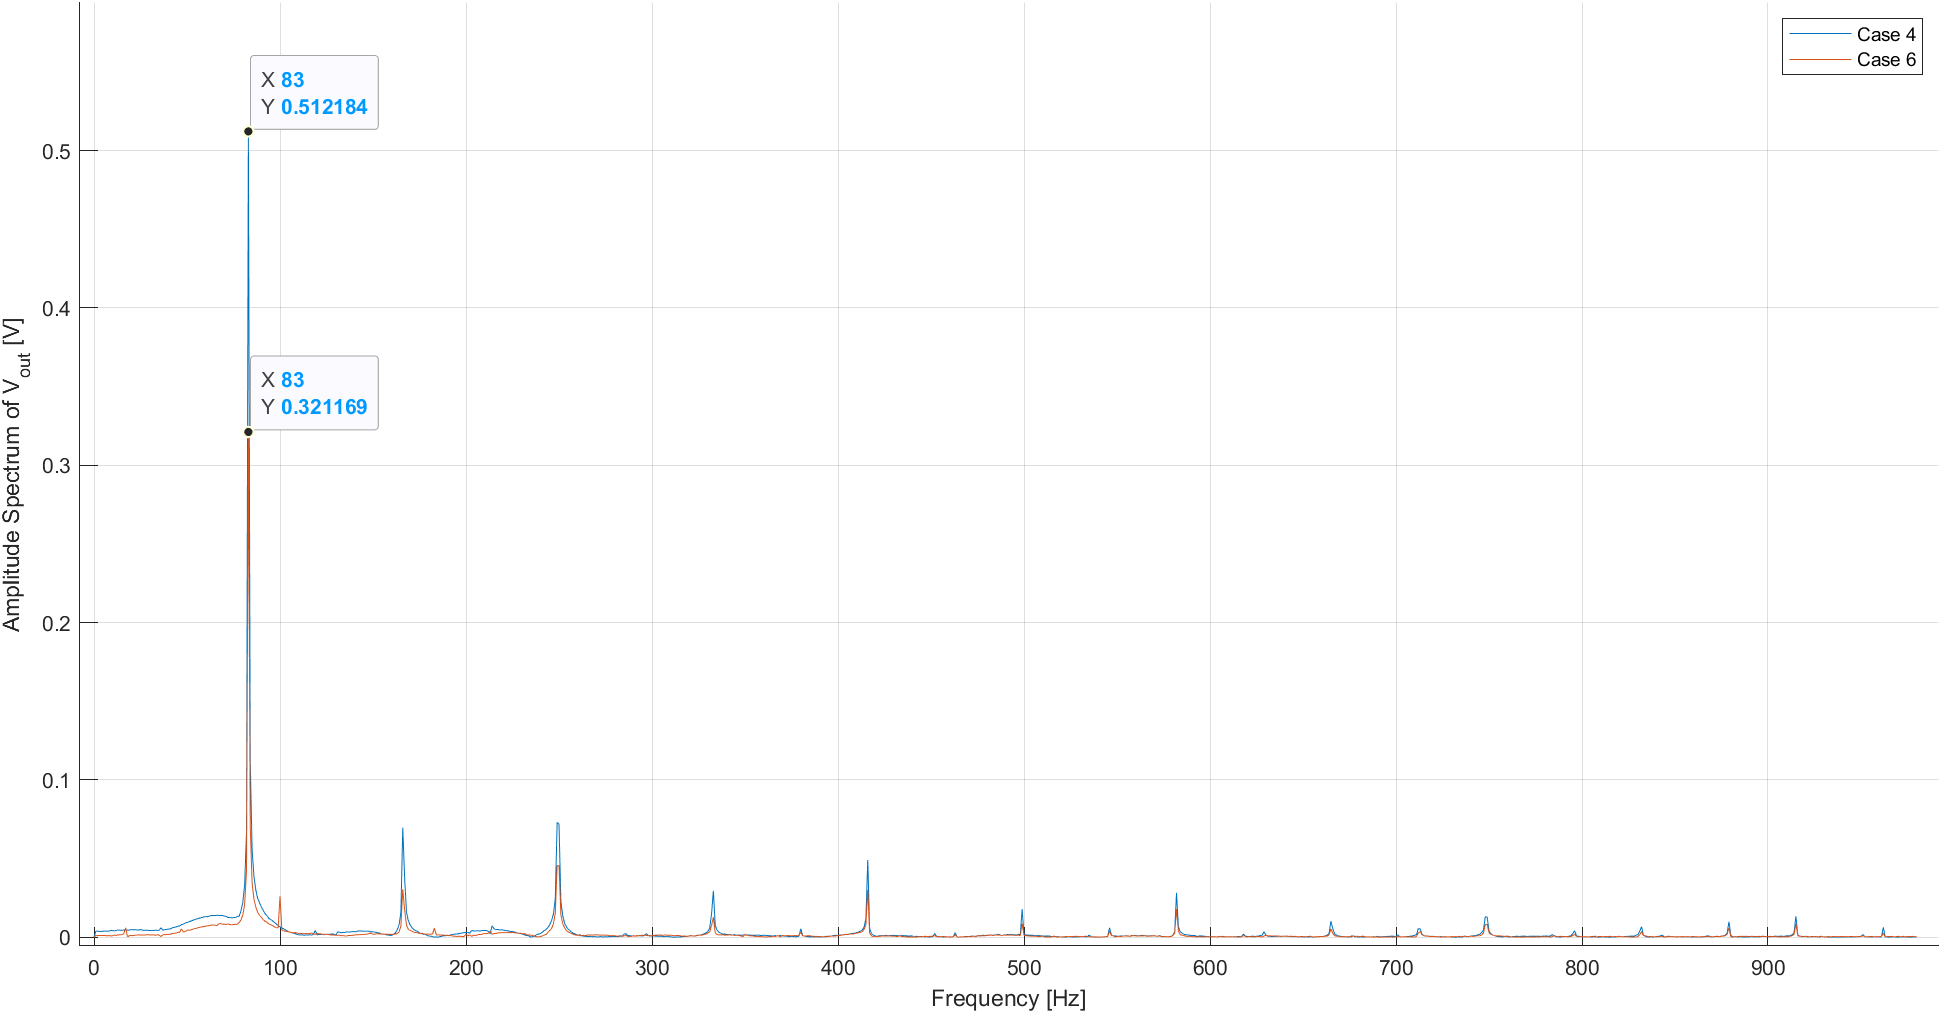 Case 4
Case 6
X 83
Y 0.512184
X 83
Y 0.321169
Amplitude Spectrum of Vout [V]
0.5
0.4
0.3
0.2
0.1
0
0 100 200 300 400 500 600 700 800 900
Frequency [Hz]